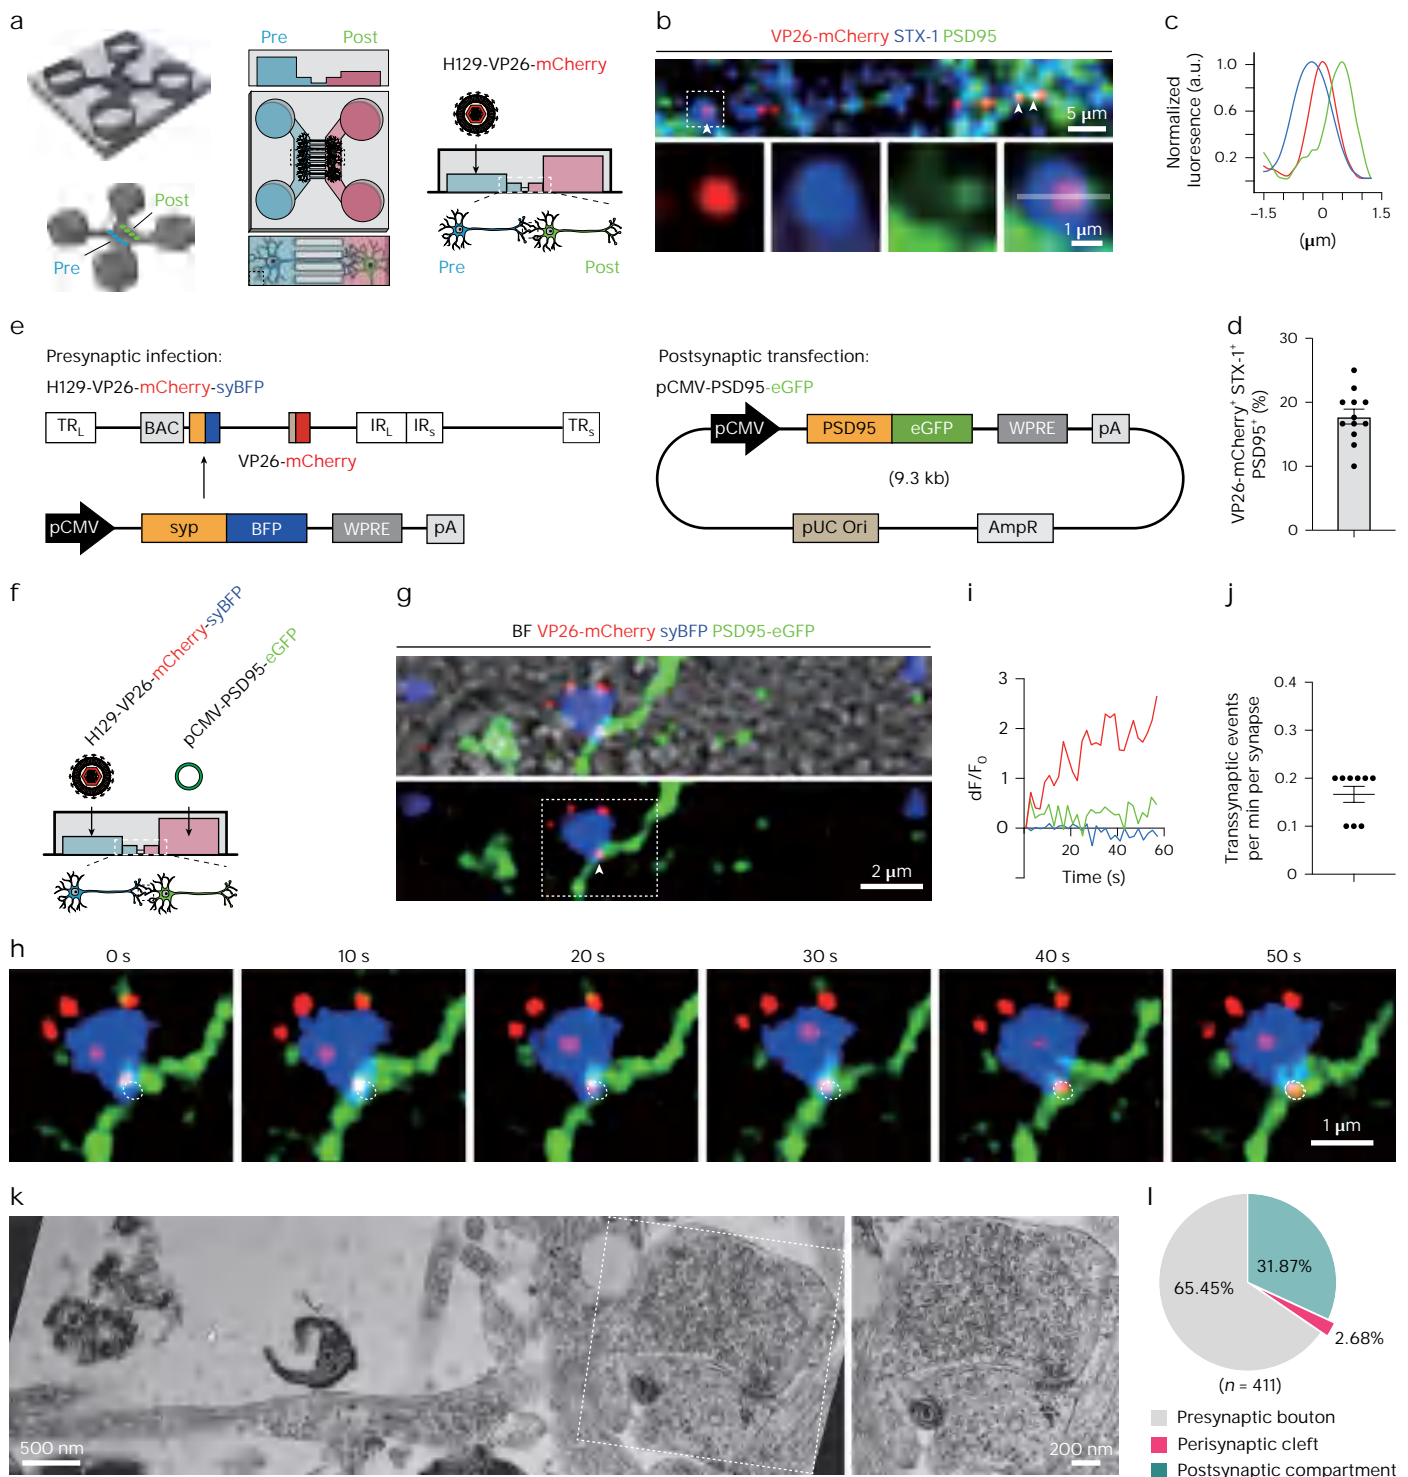 a
Pre
Post
Post
Pre
H129-VP26-mCherry
Pre
Post
b
VP26-mCherry STX-1 PSD95
5 μm
1 μm
c
Normalized
fluoresence (a.u.)
1.0
0.6
0.2
–1.5
0
1.5
(μm)
e
Presynaptic infection:
H129-VP26-mCherry-syBFP
TRL
BAC
IRL
IRs
TRs
VP26-mCherry
pCMV
syp
BFP
WPRE
pA
Postsynaptic transfection:
pCMV-PSD95-eGFP
pCMV
PSD95
eGFP
WPRE
pA
(9.3 kb)
pUC Ori
AmpR
d
VP26-mCherry+ STX-1+
PSD95+ (%)
30
20
10
0
f
H129-VP26-mCherry-syBFP
pCMV-PSD95-eGFP
g
BF VP26-mCherry syBFP PSD95-eGFP
2 μm
i
dF/F0
3
2
1
0
20
40
60
Time (s)
j
Transsynaptic events
per min per synapse
0.4
0.3
0.2
0.1
0
h
0 s
10 s
20 s
30 s
40 s
50 s
1 μm
k
500 nm
200 nm
l
31.87%
65.45%
2.68%
(n = 411)
Presynaptic bouton
Perisynaptic cleft
Postsynaptic compartment